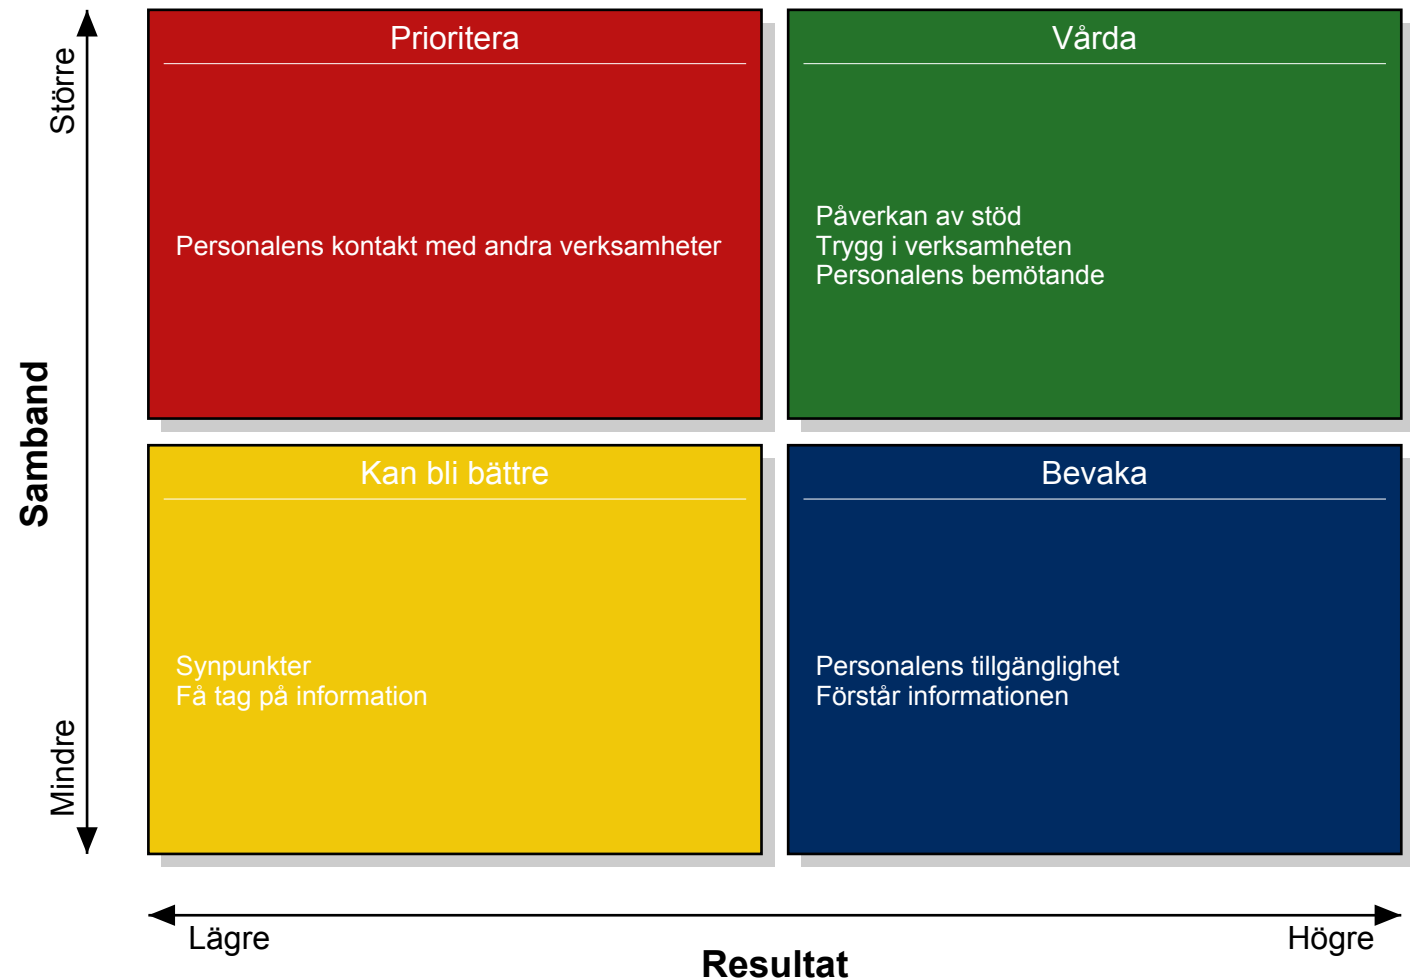 Större
Samband
Mindre
Prioritera
Personalens kontakt med andra verksamheter
Vårda
Påverkan av stöd
Trygg i verksamheten
Personalens bemötande
Kan bli bättre
Synpunkter
Få tag på information
Bevaka
Personalens tillgänglighet
Förstår informationen
Lägre
Resultat
Högre